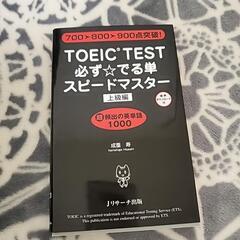 700▶800▶900点突破!
TOEIC® TEST
必ず☆でる単
スピードマスター
上級編
頻出の英単語
1000
成重 寿
Narishige Hisashi
Jリサーチ出版
TOEIC is a registered trademark of Educational Testing Service (ETS).
This publication is not endorsed or approved by ETS.